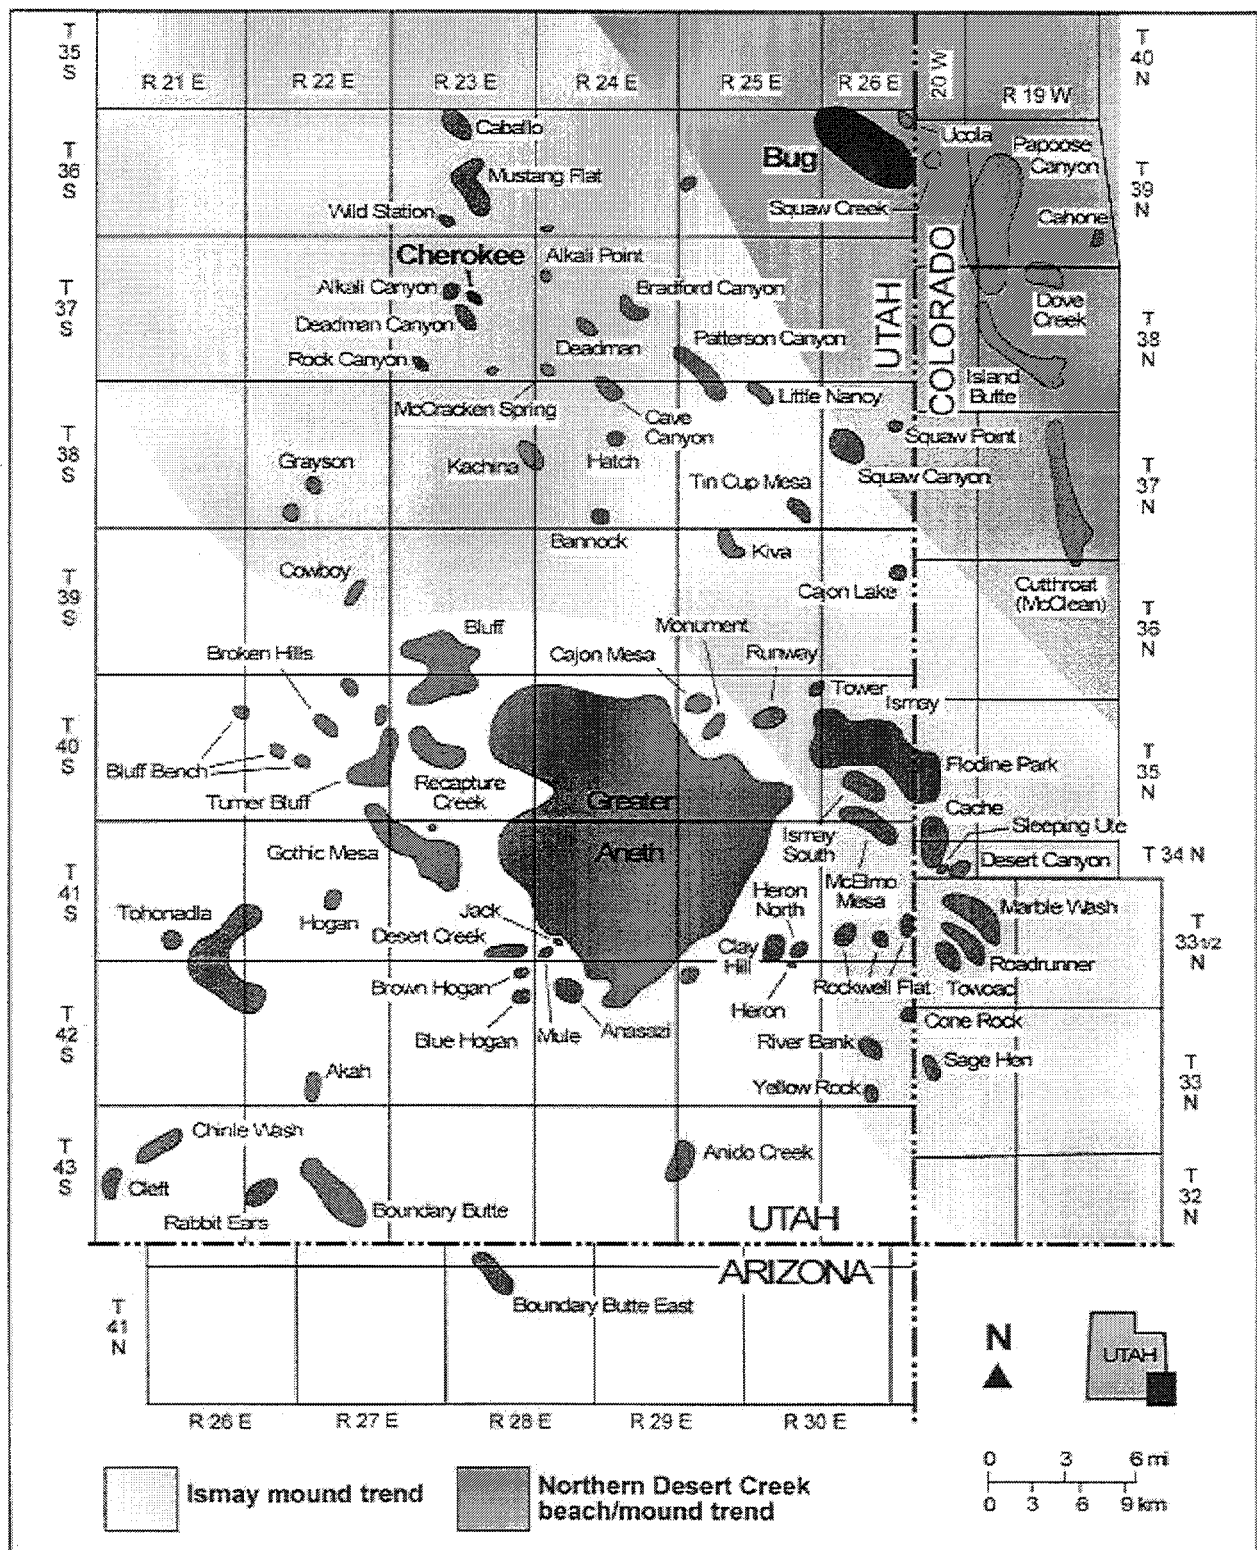 T
35
S
R 21 E
R 22 E
R 23 E
R 24 E
R 25 E
R 26 E
20 W
R 19 W
T
40
N
T
36
S
Caballo
Mustang Flat
Wild Station
Bug
Squaw Creek
Papoose
Canyon
Cahone
T
39
N
T
37
S
Cherokee
Alkali Point
Alkali Canyon
Bradford Canyon
Deadman Canyon
Deadman
Patterson Canyon
Rock Canyon
McCracken Spring
UTAH
COLORADO
Dove
Creek
Island
Butte
T
38
N
T
38
S
Little Nancy
Cave
Canyon
Squaw Point
Grayson
Kachina
Hatch
Tin Cup Mesa
Squaw Canyon
Bannock
T
37
N
T
39
S
Cowboy
Kiva
Cajon Lake
Cutthroat
(McClean)
Bluff
Broken Hills
Cajon Mesa
Monument
Runway
T
36
N
T
40
S
Tower
Ismay
Bluff Bench
Turner Bluff
Recapture
Creek
Greater
Aneth
Flodine Park
Cache
Sleeping Ute
T
35
N
T
41
S
Gothic Mesa
Ismay
South
McElmo
Mesa
Desert Canyon
T 34 N
Tohonadla
Hogan
Jack
Desert Creek
Heron
North
Clay
Hill
Marble Wash
Roadrunner
Towoac
T
33 1/2
N
T
42
S
Brown Hogan
Blue Hogan
Mule
Anasazi
Heron
Rockwell Flat
Cone Rock
River Bank
Sage Hen
Akah
Yellow Rock
T
33
N
T
43
S
Chinle Wash
Cleft
Rabbit Ears
Boundary Butte
Anido Creek
UTAH
T
32
N
ARIZONA
T
41
N
Boundary Butte East
N
UTAH
R 26 E
R 27 E
R 28 E
R 29 E
R 30 E
Ismay mound trend
Northern Desert Creek
beach/mound trend
0 3 6 mi
0 3 6 9 km